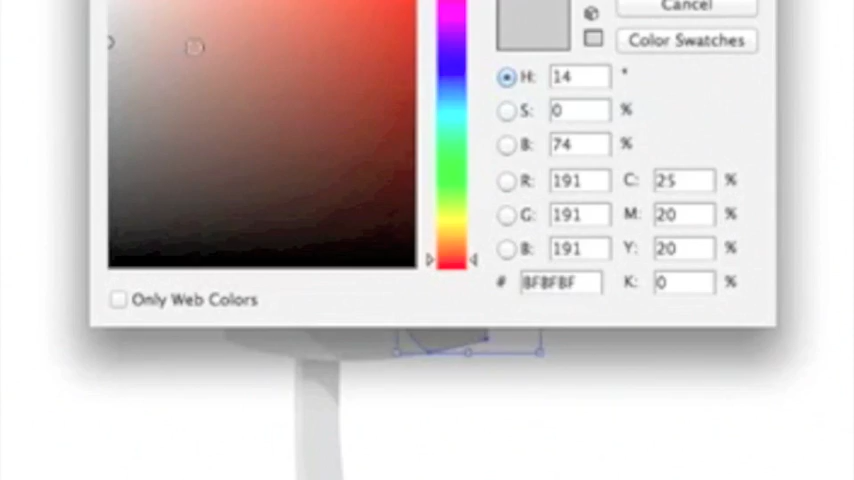 Cancel
Color Swatches
H: 14 °
S: 0 %
B: 74 %
R: 191 C: 25 %
G: 191 M: 20 %
B: 191 Y: 20 %
# BFBFBF K: 0 %
Only Web Colors